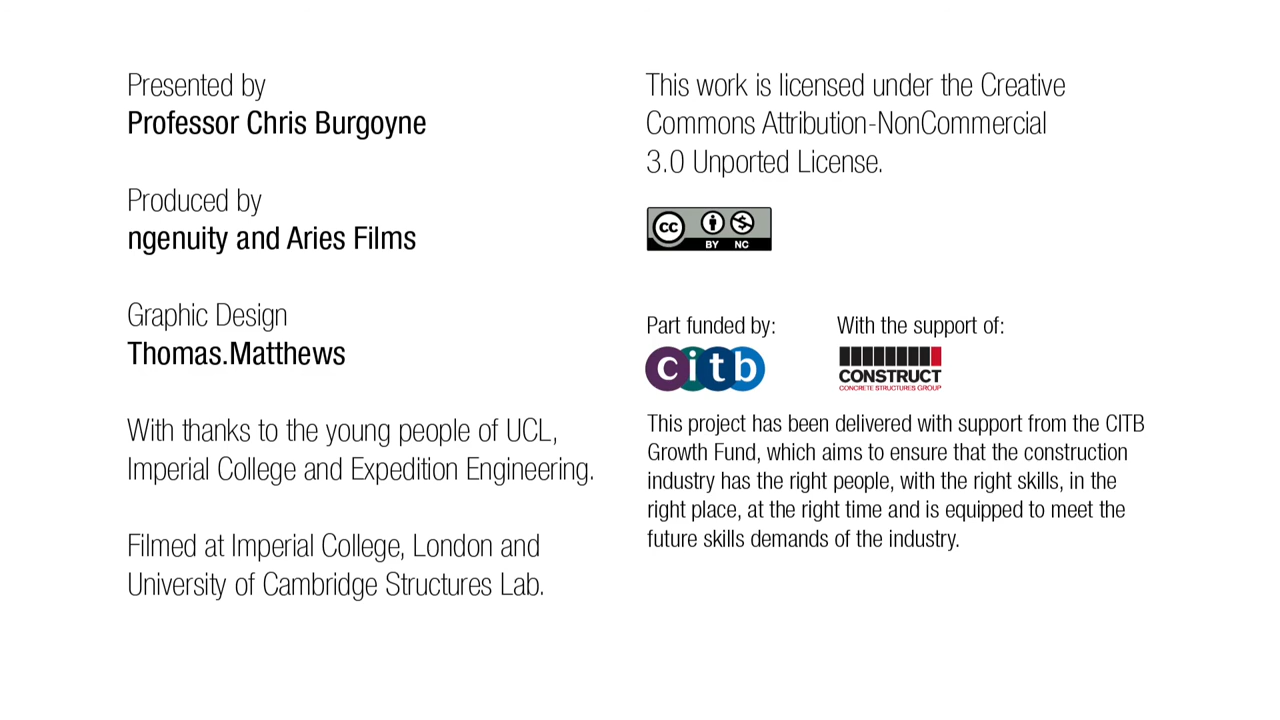 Presented by
Professor Chris Burgoyne
Produced by
ngenuity and Aries Films
Graphic Design
Thomas.Matthews
With thanks to the young people of UCL,
Imperial College and Expedition Engineering.
Filmed at Imperial College, London and
University of Cambridge Structures Lab.
This work is licensed under the Creative
Commons Attribution-NonCommercial
3.0 Unported License.
cc
BY NC
Part funded by:
citb
With the support of:
CONSTRUCT
CONCRETE STRUCTURES GROUP
This project has been delivered with support from the CITB
Growth Fund, which aims to ensure that the construction
industry has the right people, with the right skills, in the
right place, at the right time and is equipped to meet the
future skills demands of the industry.